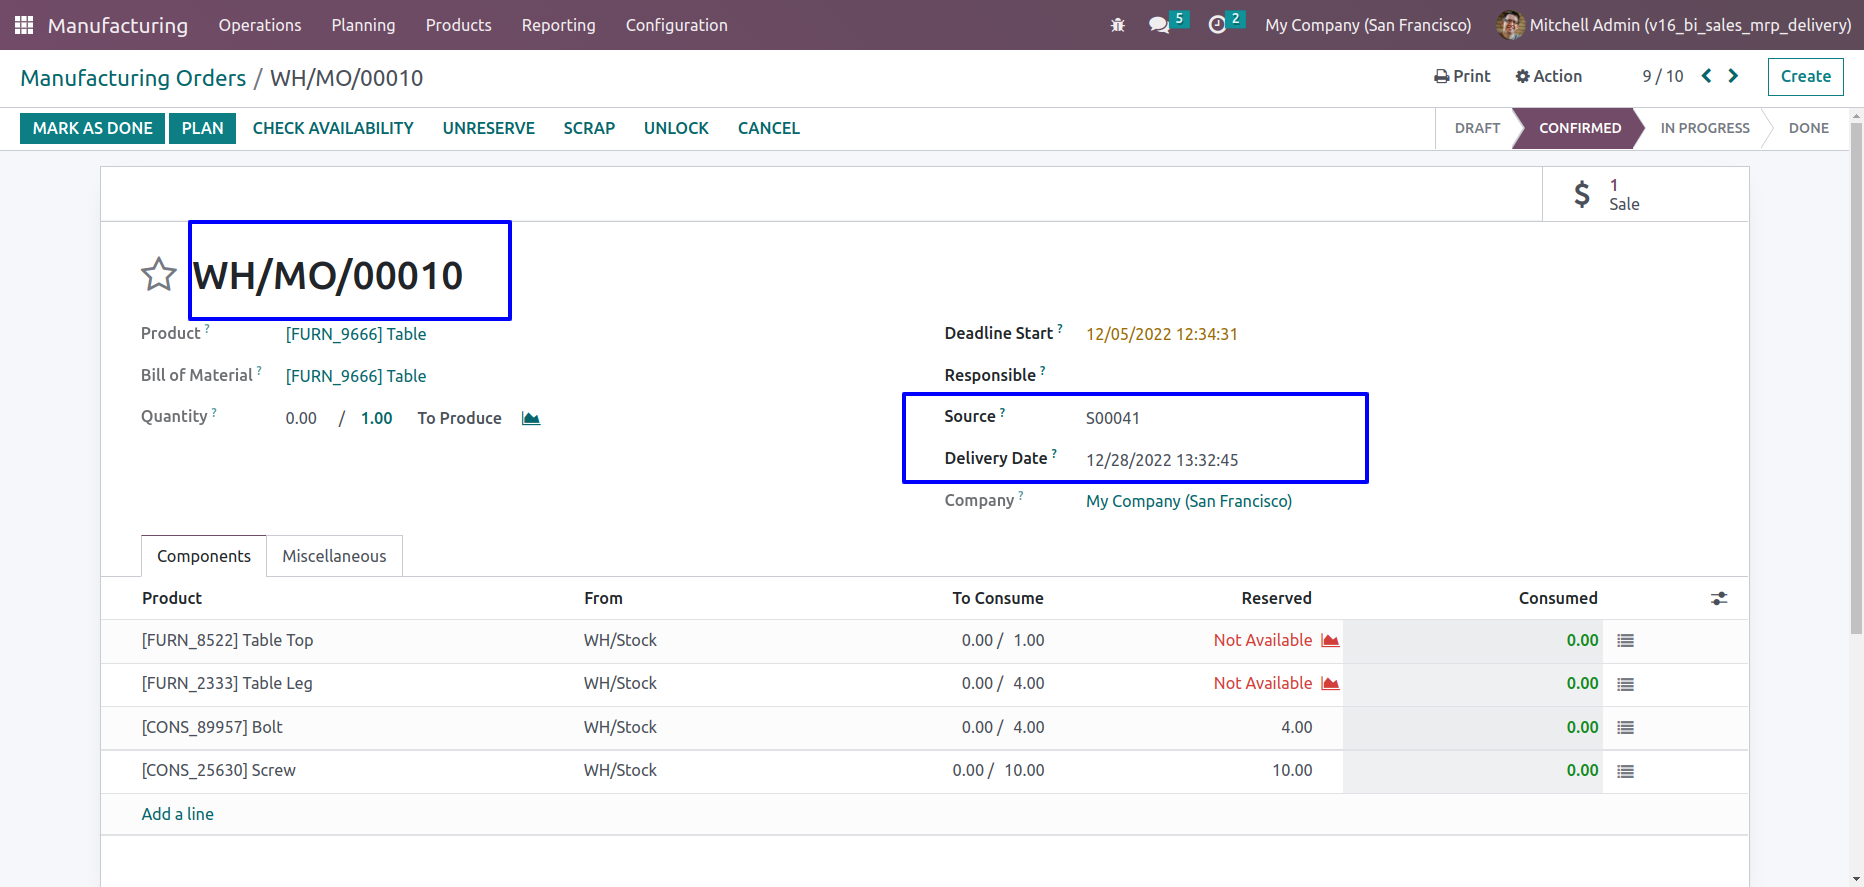 Manufacturing Operations Planning Products Reporting Configuration 5 2 My Company (San Francisco) Mitchell Admin (v16_bi_sales_mrp_delivery)
Manufacturing Orders / WH/MO/00010 Print Action 9 / 10 Create
MARK AS DONE PLAN CHECK AVAILABILITY UNRESERVE SCRAP UNLOCK CANCEL DRAFT CONFIRMED IN PROGRESS DONE
$ 1
Sale
WH/MO/00010
Product ? [FURN_9666] Table Deadline Start ? 12/05/2022 12:34:31
Bill of Material ? [FURN_9666] Table Responsible ?
Quantity ? 0.00 / 1.00 To Produce Source ? S00041
Delivery Date ? 12/28/2022 13:32:45
Company ? My Company (San Francisco)
Components Miscellaneous
Product From To Consume Reserved Consumed
[FURN_8522] Table Top WH/Stock 0.00 / 1.00 Not Available 0.00
[FURN_2333] Table Leg WH/Stock 0.00 / 4.00 Not Available 0.00
[CONS_89957] Bolt WH/Stock 0.00 / 4.00 4.00 0.00
[CONS_25630] Screw WH/Stock 0.00 / 10.00 10.00 0.00
Add a line